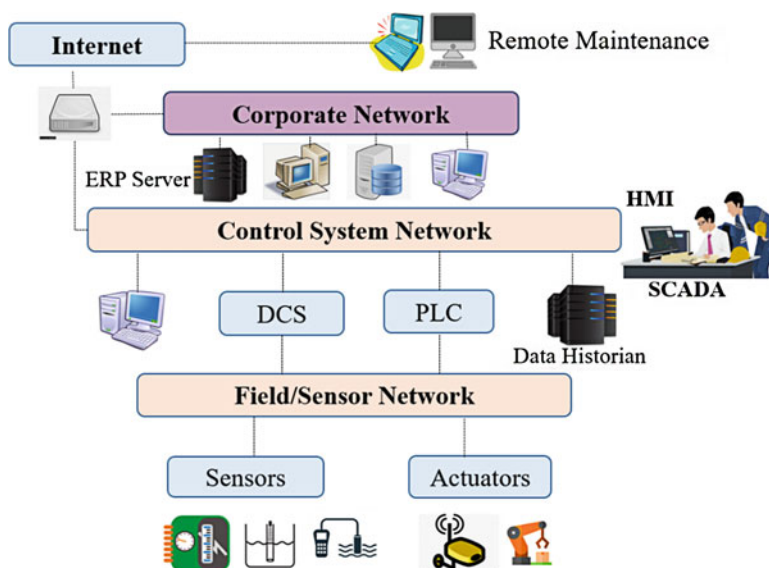 Internet
Remote Maintenance
Corporate Network
ERP Server
HMI
Control System Network
SCADA
DCS
PLC
Data Historian
Field/Sensor Network
Sensors
Actuators